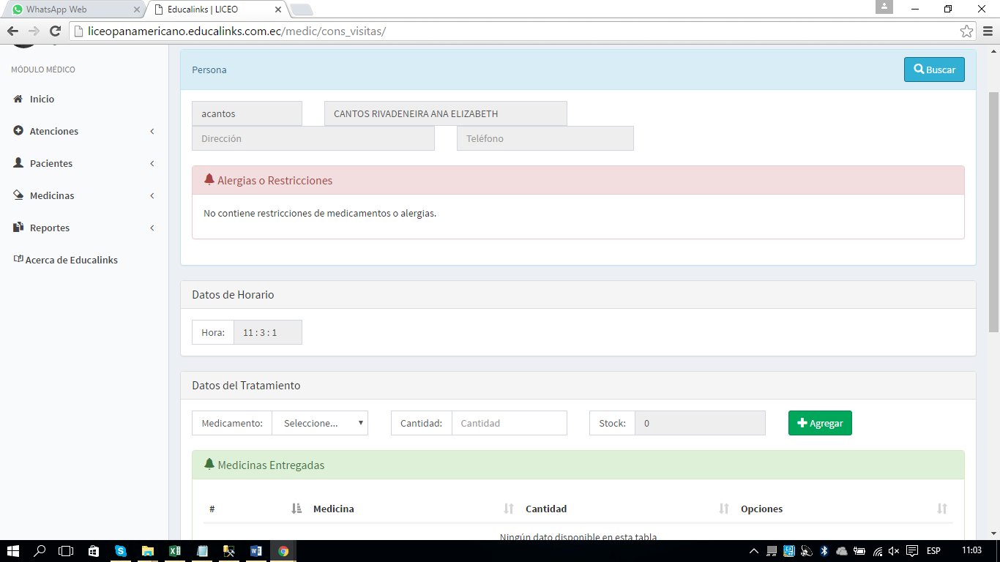 WhatsApp Web
Educalinks | LICEO
liceopanamericano.educalinks.com.ec/medic/cons_visitas/
MÓDULO MÉDICO
Inicio
Atenciones
Pacientes
Medicinas
Reportes
Acerca de Educalinks
Persona
Buscar
acantos CANTOS RIVADENEIRA ANA ELIZABETH
Dirección Teléfono
Alergias o Restricciones
No contiene restricciones de medicamentos o alergias.
Datos de Horario
Hora: 11 : 3 : 1
Datos del Tratamiento
Medicamento: Seleccione... Cantidad: Cantidad Stock: 0 Agregar
Medicinas Entregadas
# Medicina Cantidad Opciones
Ningún dato disponible en esta tabla
ESP 11:03